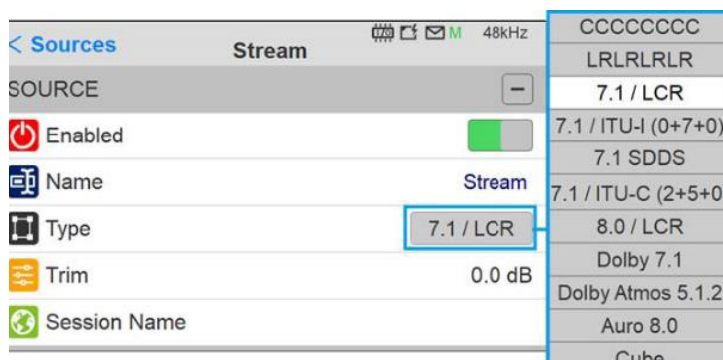 < Sources
Stream
M 48kHz
SOURCE
Enabled
Name Stream
Type 7.1 / LCR
Trim 0.0 dB
Session Name
CCCCCCCC
LRLRLRLR
7.1 / LCR
7.1 / ITU-I (0+7+0)
7.1 SDDS
7.1 / ITU-C (2+5+0
8.0 / LCR
Dolby 7.1
Dolby Atmos 5.1.2
Auro 8.0
Cube